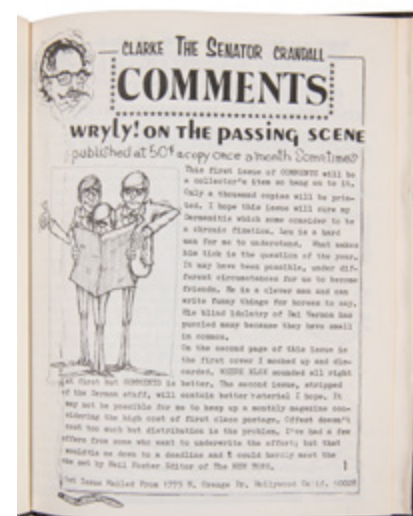 CLARKE THE SENATOR CRANDALL
COMMENTS
WRYLY! ON THE PASSING SCENE
published at 50¢ a copy once a month Sometimes
This first issue of COMMENTS will be
a collector's item so hang on to it.
Only a thousand copies will be prin-
ted. I hope this issue will cure my
Dermanitis which some consider to be
a chronic fixation. Lou is a hard
man for me to understand. What makes
him tick is the question of the year.
It may have been possible, under dif-
ferent circumstances for us to become
friends. He is a clever man and can
write funny things for horses to say.
His blind idolatry of Dai Vernon has
puzzled many because they have small
in common.
On the second page of this issue is
the first cover I mocked up and dis-
carded. WHERE ELSE sounded all right
at first but COMMENTS is better. The second issue, stripped
of the Derman stuff, will contain better material I hope. It
may not be possible for me to keep up a monthly magazine con-
sidering the high cost of first class postage. Offset doesn't
cost too much but distribution is the problem. I've had a few
offers from some who want to underwrite the effort; but that
would tie me down to a deadline and I could barely meet the
one set by Neil Foster Editor of The NEW TOPS.
1
1st Issue Mailed From 1775 N. Orange Dr. Hollywood Calif. 90028